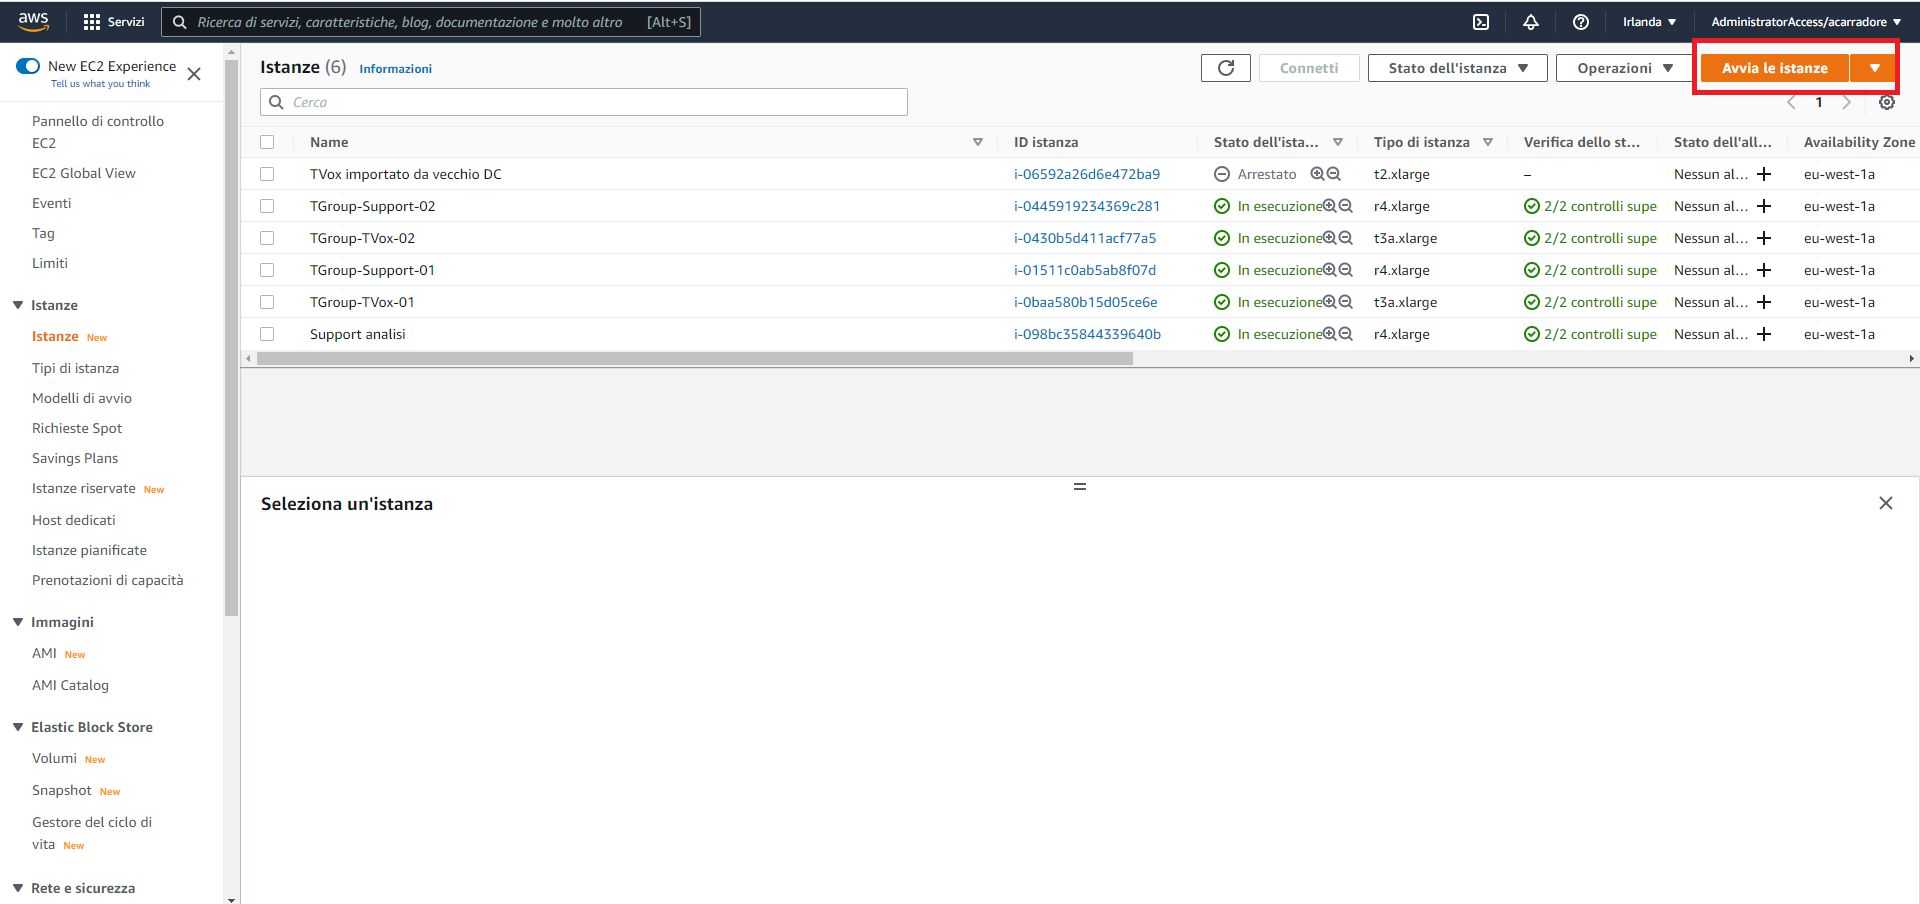 aws
Servizi
Ricerca di servizi, caratteristiche, blog, documentazione e molto altro [Alt+S]
Irlanda
AdministratorAccess/acarradore
New EC2 Experience
Tell us what you think
Pannello di controllo
EC2
EC2 Global View
Eventi
Tag
Limiti
Istanze
Istanze New
Tipi di istanza
Modelli di avvio
Richieste Spot
Savings Plans
Istanze riservate New
Host dedicati
Istanze pianificate
Prenotazioni di capacità
Immagini
AMI New
AMI Catalog
Elastic Block Store
Volumi New
Snapshot New
Gestore del ciclo di
vita New
Rete e sicurezza
Istanze (6) Informazioni
Connetti
Stato dell'istanza
Operazioni
Avvia le istanze
Cerca
1
Name ID istanza Stato dell'ista... Tipo di istanza Verifica dello st... Stato dell'all... Availability Zone
TVox importato da vecchio DC i-06592a26d6e472ba9 Arrestato t2.xlarge – Nessun al... eu-west-1a
TGroup-Support-02 i-0445919234369c281 In esecuzione r4.xlarge 2/2 controlli supe Nessun al... eu-west-1a
TGroup-TVox-02 i-0430b5d411acf77a5 In esecuzione t3a.xlarge 2/2 controlli supe Nessun al... eu-west-1a
TGroup-Support-01 i-01511c0ab5ab8f07d In esecuzione r4.xlarge 2/2 controlli supe Nessun al... eu-west-1a
TGroup-TVox-01 i-0baa580b15d05ce6e In esecuzione t3a.xlarge 2/2 controlli supe Nessun al... eu-west-1a
Support analisi i-098bc35844339640b In esecuzione r4.xlarge 2/2 controlli supe Nessun al... eu-west-1a
Seleziona un'istanza